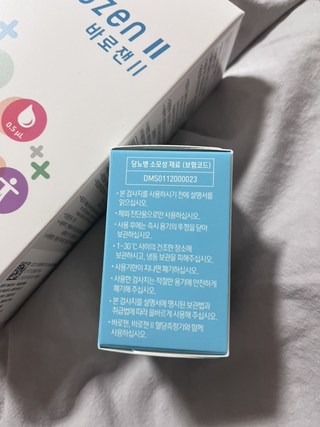 ozen II
바로잰 II
0.5 μL
당뇨병 소모성 재료 (보험코드)
DMS0112000023
• 본 검사지를 사용하시기 전에 설명서를
읽으십시오.
• 체외 진단용으로만 사용하십시오.
• 사용 후에는 즉시 용기의 뚜껑을 닫아
보관하십시오.
• 1-30℃ 사이의 건조한 장소에
보관하시고, 냉동 보관을 피해주십시오.
• 사용기한이 지나면 폐기하십시오.
• 사용한 검사지는 적절한 용기에 안전하게
폐기해 주십시오.
• 본 검사지를 설명서에 명시된 보관법과
취급법에 따라 올바르게 사용해 주십시오.
• 바로잰, 바로잰 II 혈당측정기와 함께
사용하십시오.